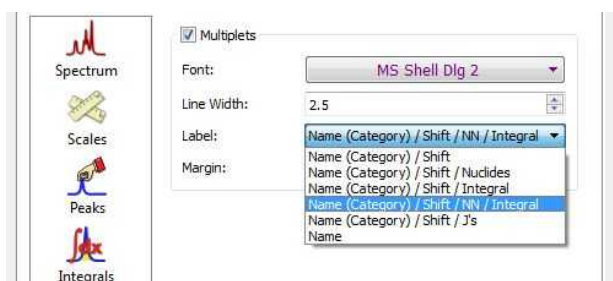 Multiplets
Spectrum
Font:
MS Shell Dlg 2
Line Width:
2.5
Scales
Label:
Name (Category) / Shift / NN / Integral
Name (Category) / Shift
Name (Category) / Shift / Nuclides
Name (Category) / Shift / Integral
Name (Category) / Shift / NN / Integral
Name (Category) / Shift / J's
Name
Margin:
Peaks
Integrals